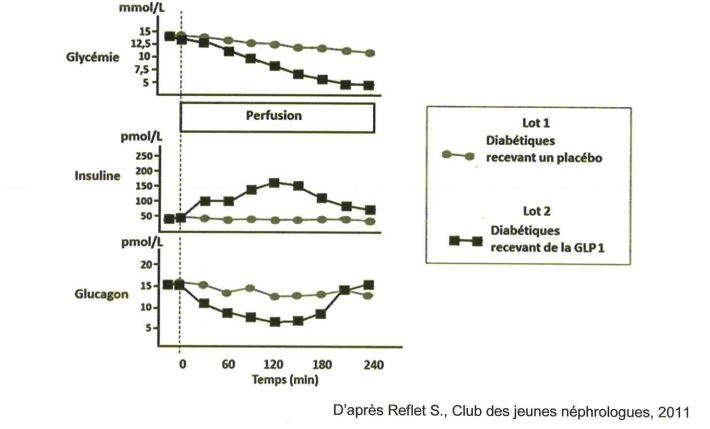 mmol/L
15
12,5
10
7,5
5
Glycémie
Perfusion
pmol/L
250
200
150
100
50
Insuline
pmol/L
20
15
10
5
Glucagon
0 60 120 180 240
Temps (min)
Lot 1
Diabétiques
recevant un placébo
Lot 2
Diabétiques
recevant de la GLP1
D'après Reflet S., Club des jeunes néphrologues, 2011